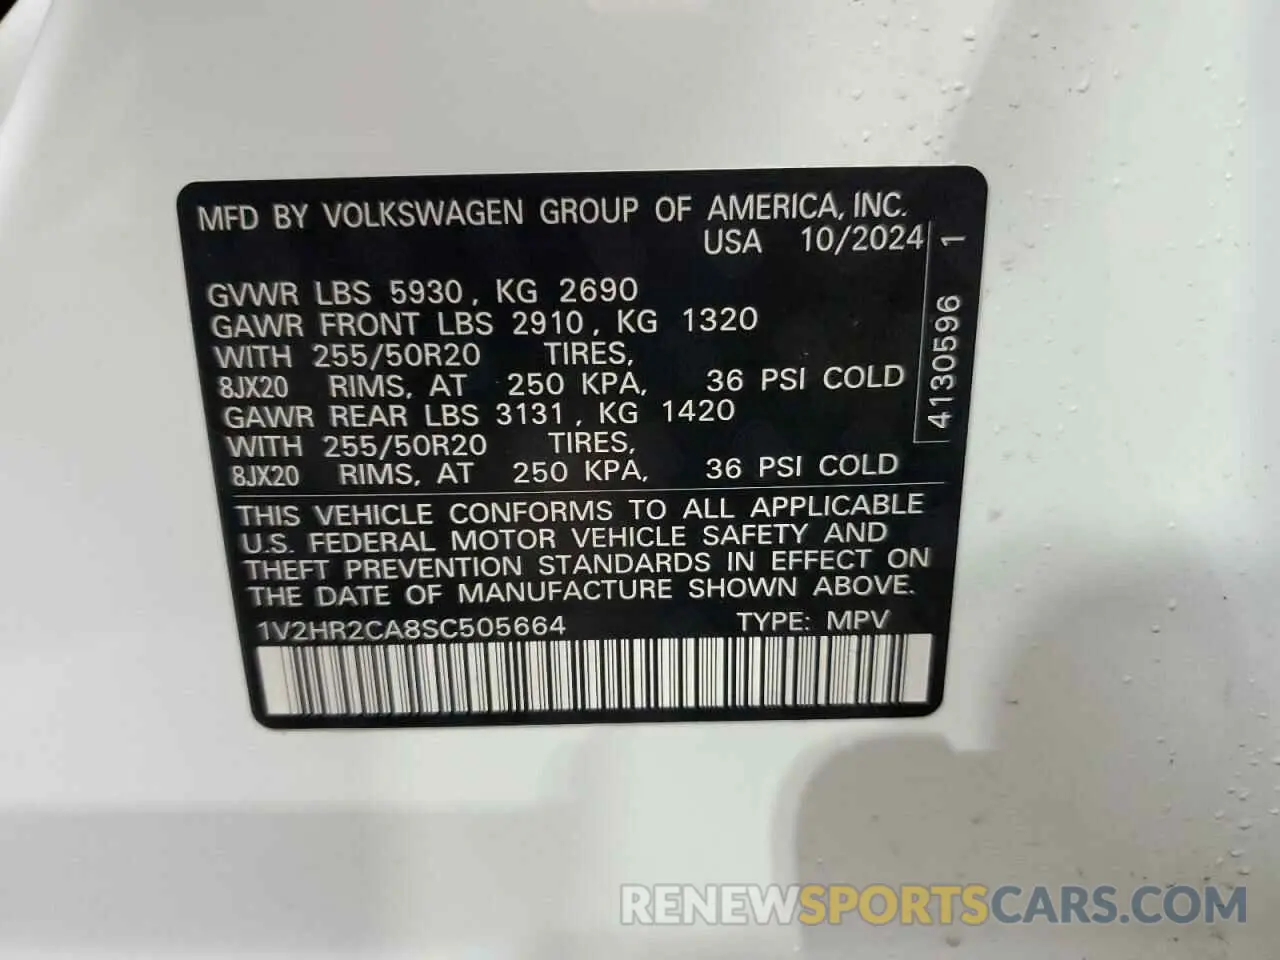 MFD BY VOLKSWAGEN GROUP OF AMERICA, INC.
USA 10/2024
GVWR LBS 5930, KG 2690
GAWR FRONT LBS 2910, KG 1320
WITH 255/50R20 TIRES,
8JX20 RIMS, AT 250 KPA, 36 PSI COLD
GAWR REAR LBS 3131, KG 1420
WITH 255/50R20 TIRES,
8JX20 RIMS, AT 250 KPA, 36 PSI COLD
4130596 1
THIS VEHICLE CONFORMS TO ALL APPLICABLE
U.S. FEDERAL MOTOR VEHICLE SAFETY AND
THEFT PREVENTION STANDARDS IN EFFECT ON
THE DATE OF MANUFACTURE SHOWN ABOVE.
1V2HR2CA8SC505664 TYPE: MPV
RENEWSPORTSCARS.COM